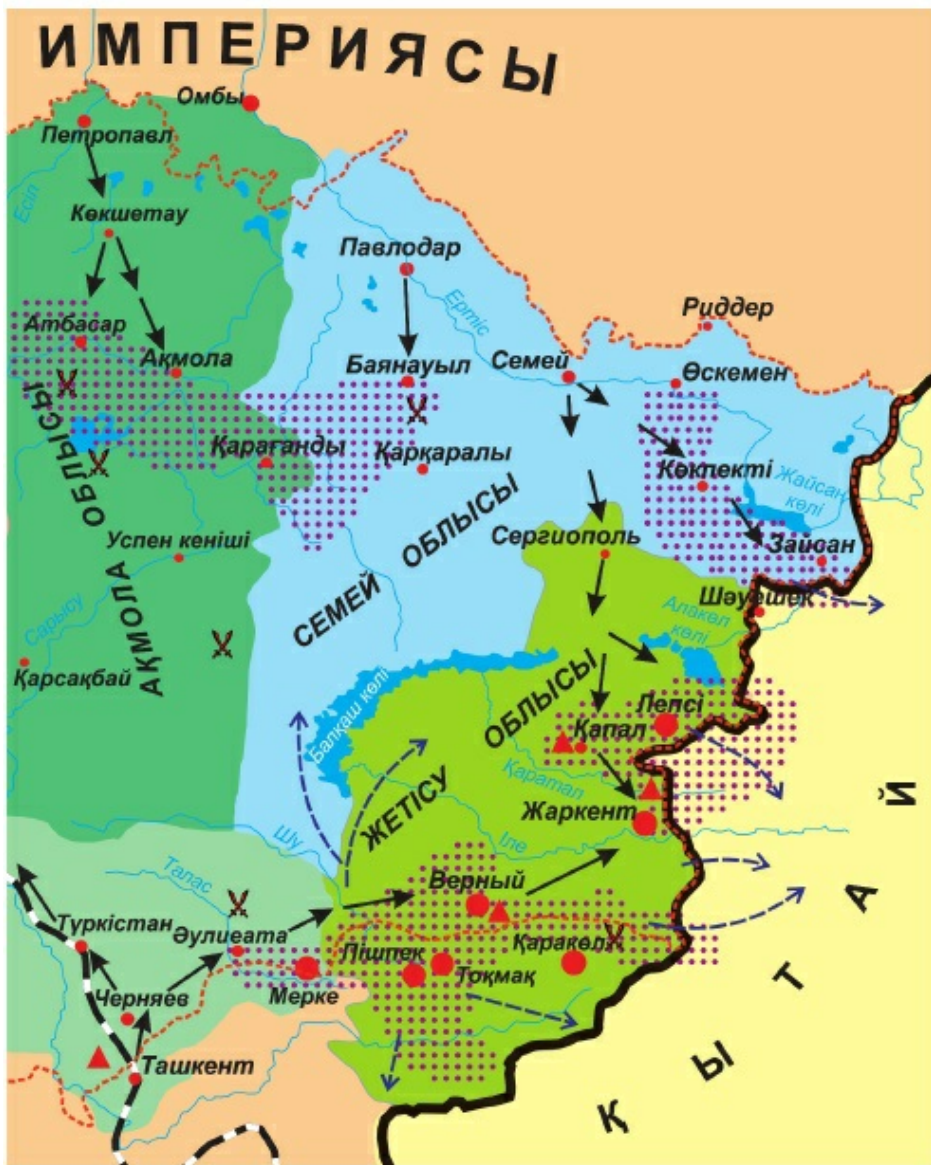 ИМПЕРИЯСЫ
Омбы
Петропавл
Есіл
Көкшетау
Павлодар
Ертіс
Риддер
Атбасар
Ақмола
Баянауыл
Семей
Өскемен
АҚМОЛА ОБЛЫСЫ
Қарағанды
Қарқаралы
Көкпекті
Жайсаң
көлі
СЕМЕЙ ОБЛЫСЫ
Успен кеніші
Сергиополь
Зайсан
Шәуешек
Сарысу
Алакөл
көлі
Қарсақбай
Балқаш көлі
ЖЕТІСУ ОБЛЫСЫ
Лепсі
Қапал
Қаратал
Жаркент
Шу
Іле
Талас
Верный
ҚЫТАЙ
Түркістан
Әулиеата
Пішпек
Қаракөл
Тоқмақ
Мерке
Черняев
Ташкент